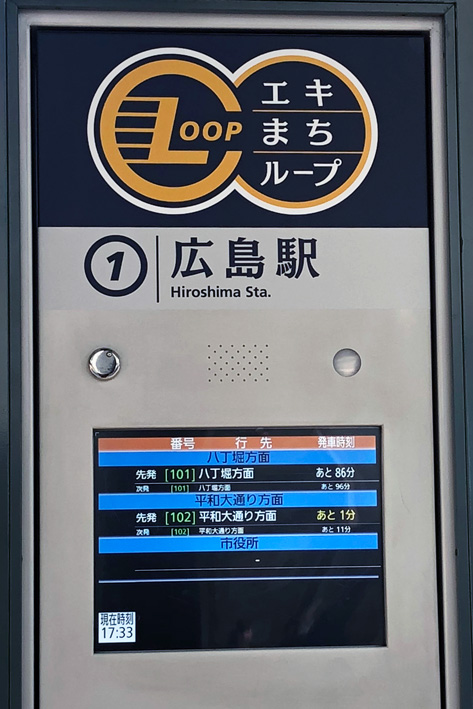 LOOP
エキ
まち
ループ
1 広島駅
Hiroshima Sta.
番号 行先 発車時刻
八丁堀方面
先発 [101] 八丁堀方面 あと 86分
次発 [101] 八丁堀方面 あと 96分
平和大通り方面
先発 [102] 平和大通り方面 あと 1分
次発 [102] 平和大通り方面 あと 11分
市役所
-
現在時刻
17:33